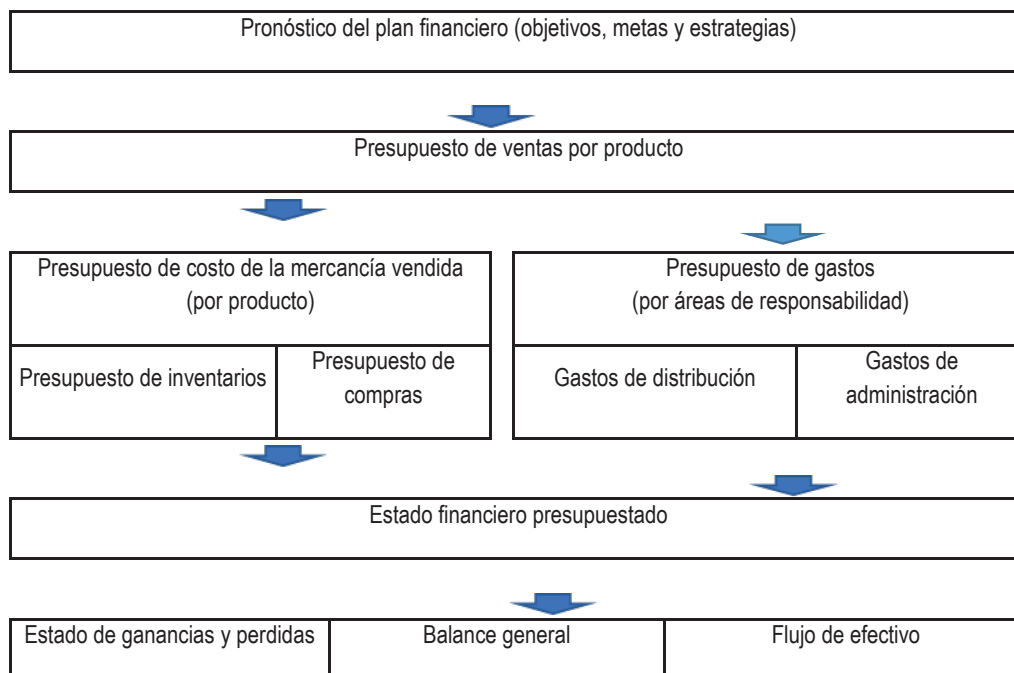 Pronóstico del plan financiero (objetivos, metas y estrategias)
Presupuesto de ventas por producto
Presupuesto de costo de la mercancía vendida
(por producto)
Presupuesto de gastos
(por áreas de responsabilidad)
Presupuesto de inventarios
Presupuesto de
compras
Gastos de distribución
Gastos de
administración
Estado financiero presupuestado
Estado de ganancias y perdidas
Balance general
Flujo de efectivo